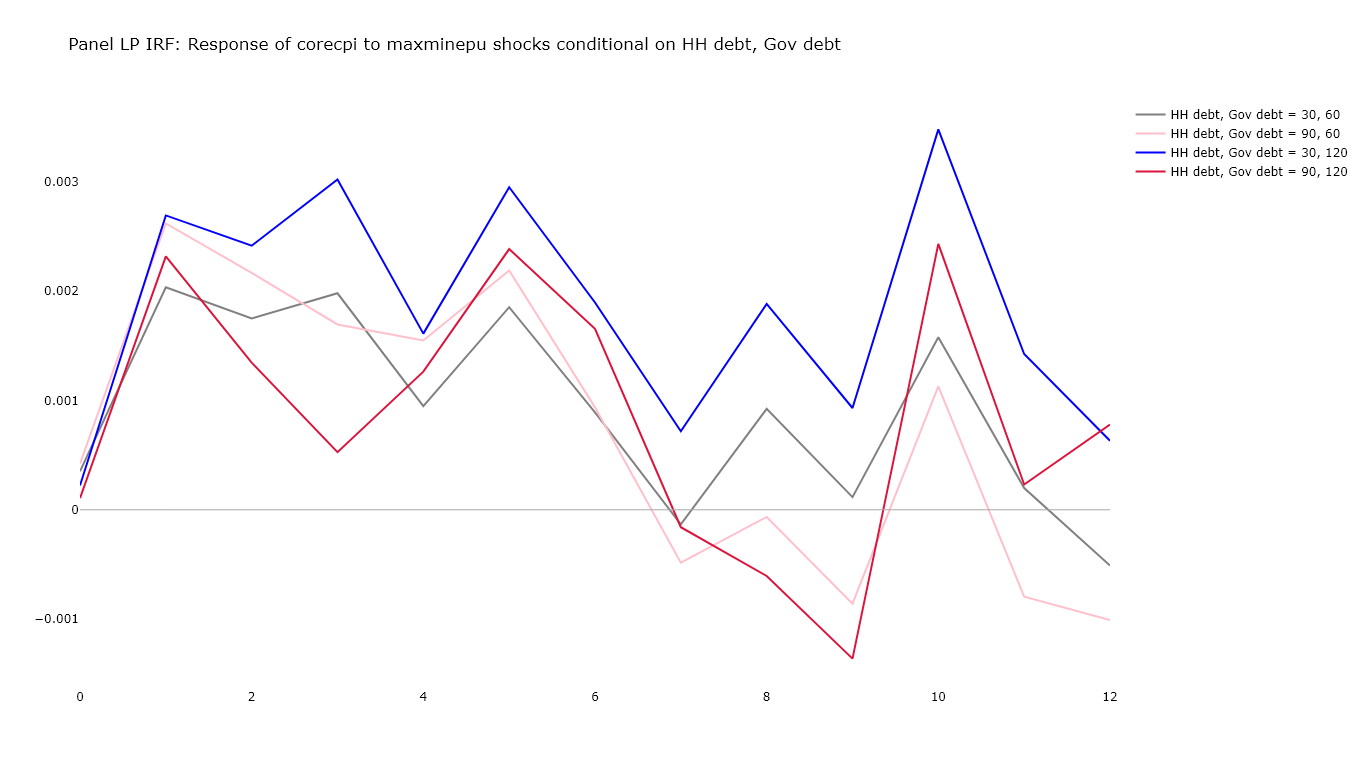 Panel LP IRF: Response of corecpi to maxminepu shocks conditional on HH debt, Gov debt
HH debt, Gov debt = 30, 60
HH debt, Gov debt = 90, 60
HH debt, Gov debt = 30, 120
HH debt, Gov debt = 90, 120
0.003
0.002
0.001
0
−0.001
0 2 4 6 8 10 12